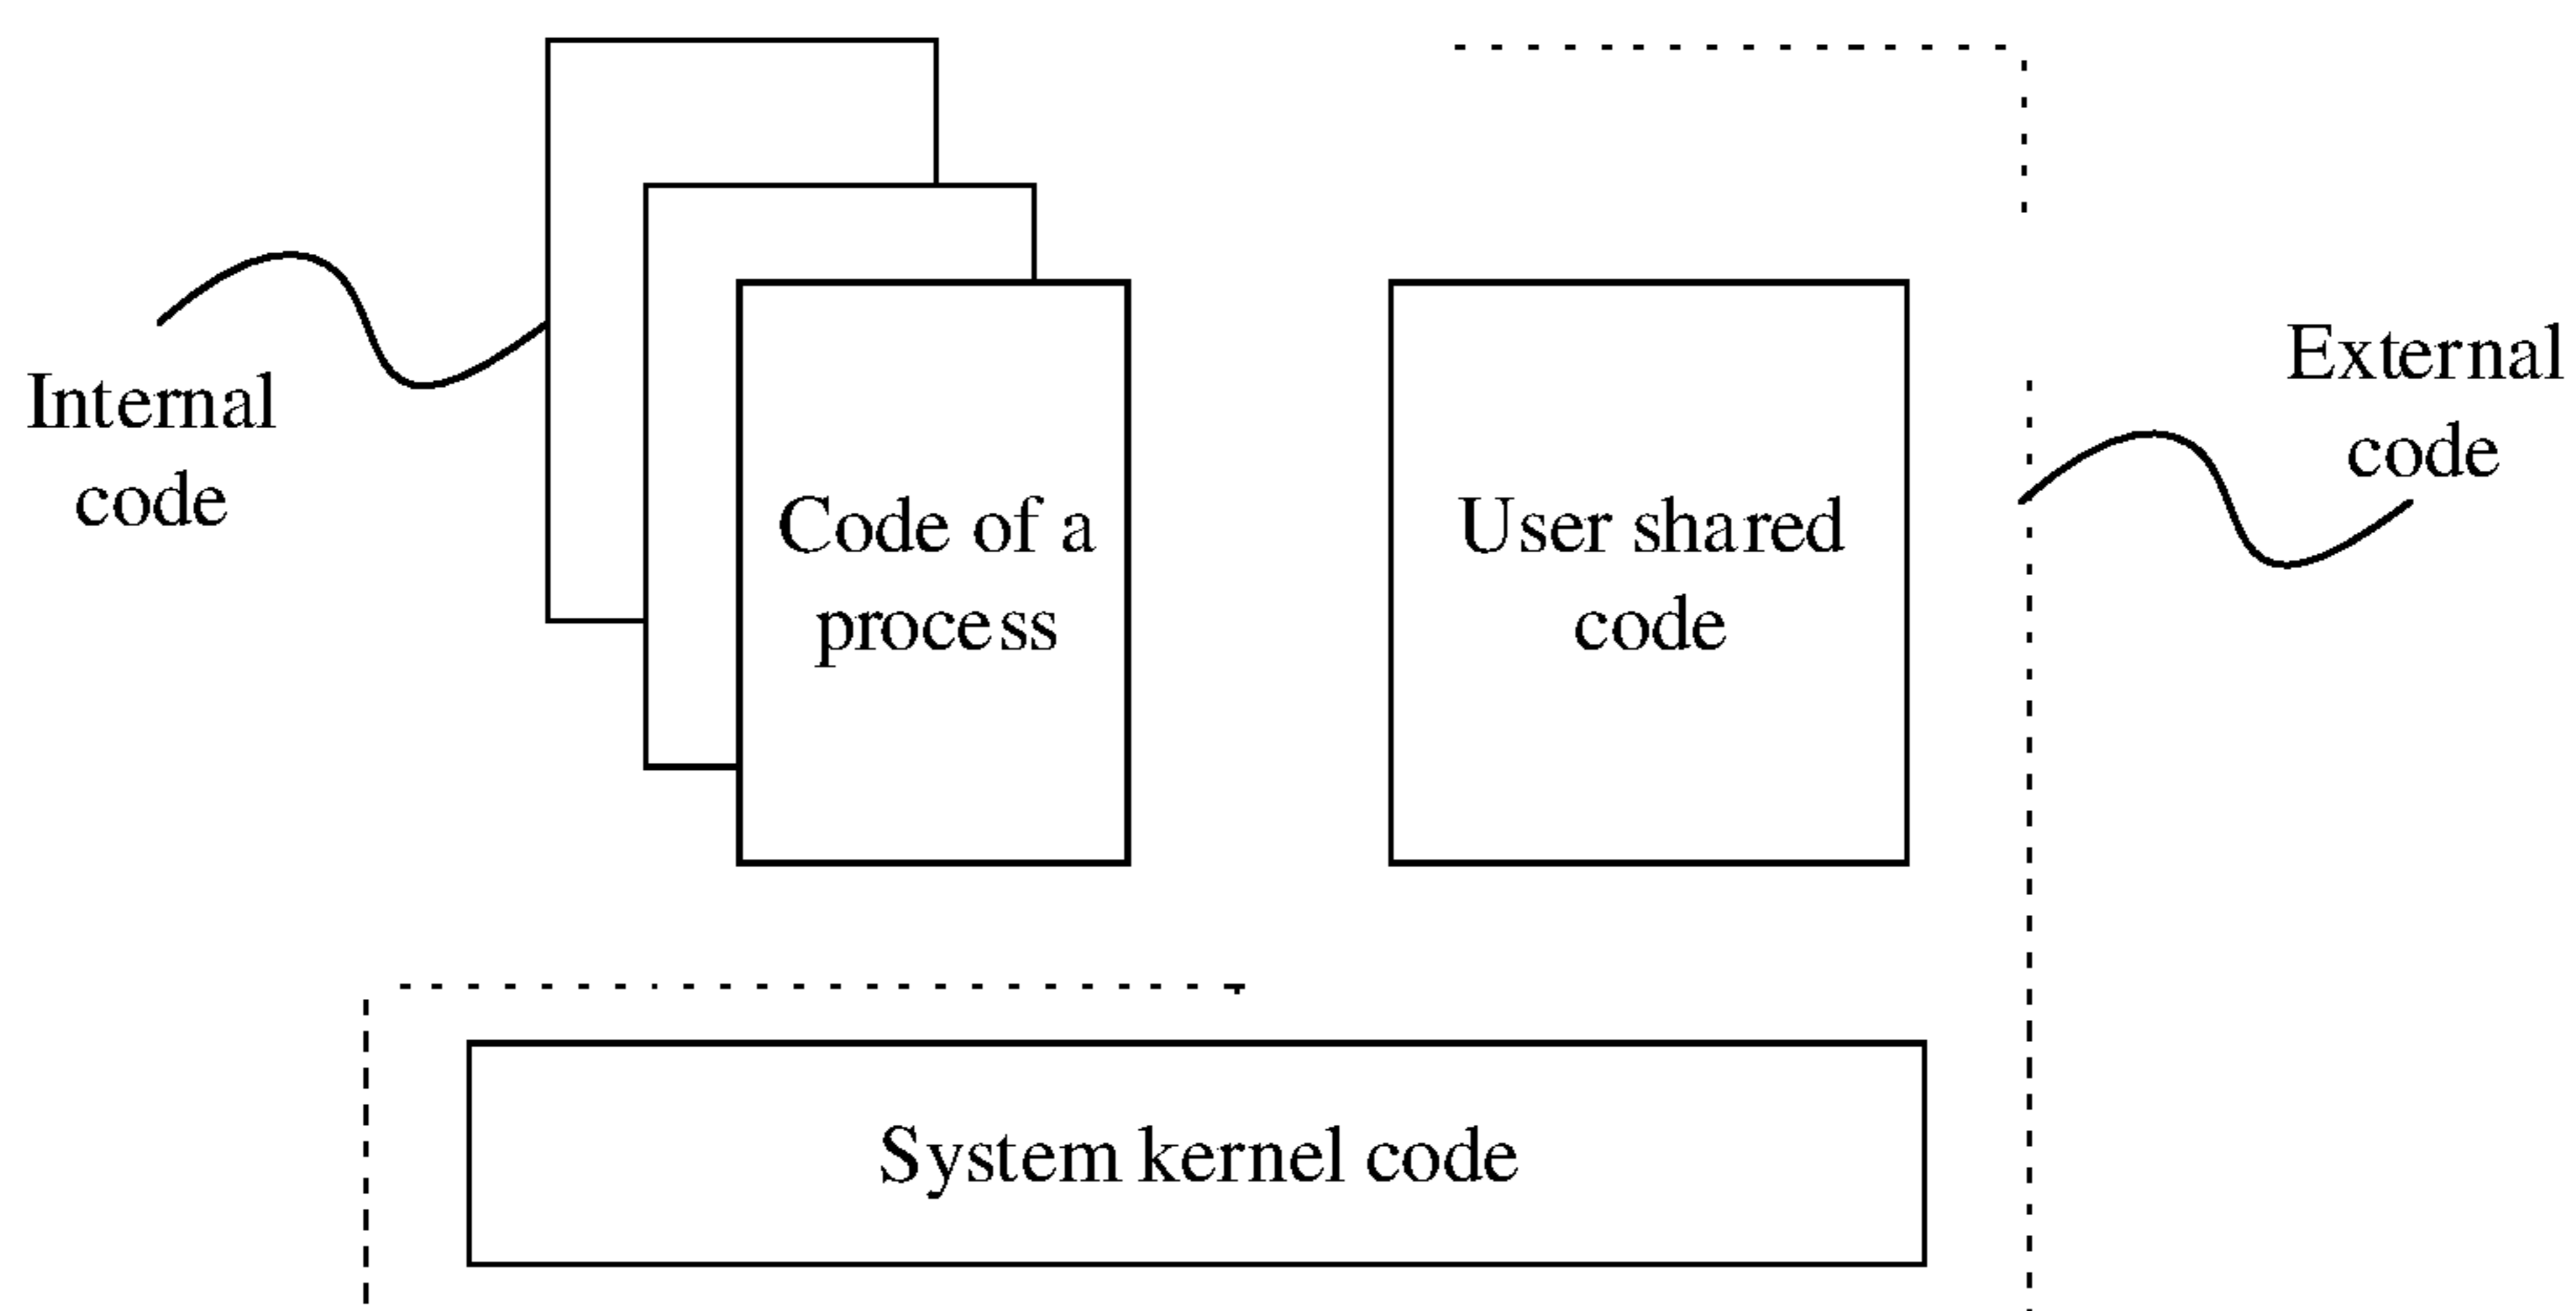 Internal
code
Code of a
process
User shared
code
External
code
System kernel code